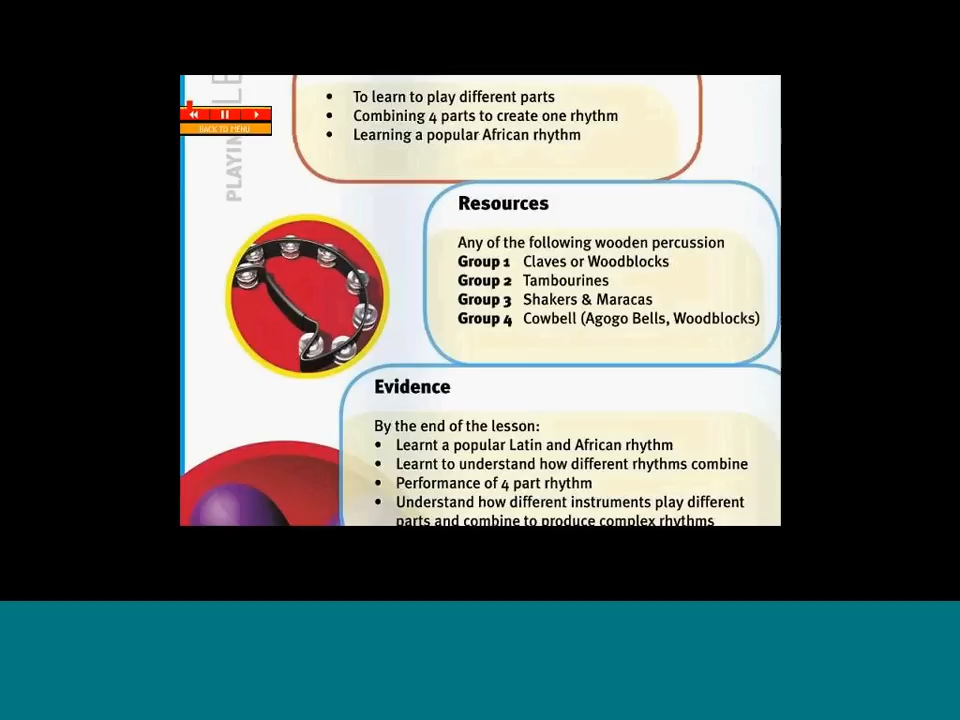 • To learn to play different parts
• Combining 4 parts to create one rhythm
• Learning a popular African rhythm
BACK TO MENU
Resources
Any of the following wooden percussion
Group 1 Claves or Woodblocks
Group 2 Tambourines
Group 3 Shakers & Maracas
Group 4 Cowbell (Agogo Bells, Woodblocks)
Evidence
By the end of the lesson:
• Learnt a popular Latin and African rhythm
• Learnt to understand how different rhythms combine
• Performance of 4 part rhythm
• Understand how different instruments play different
parts and combine to produce complex rhythms